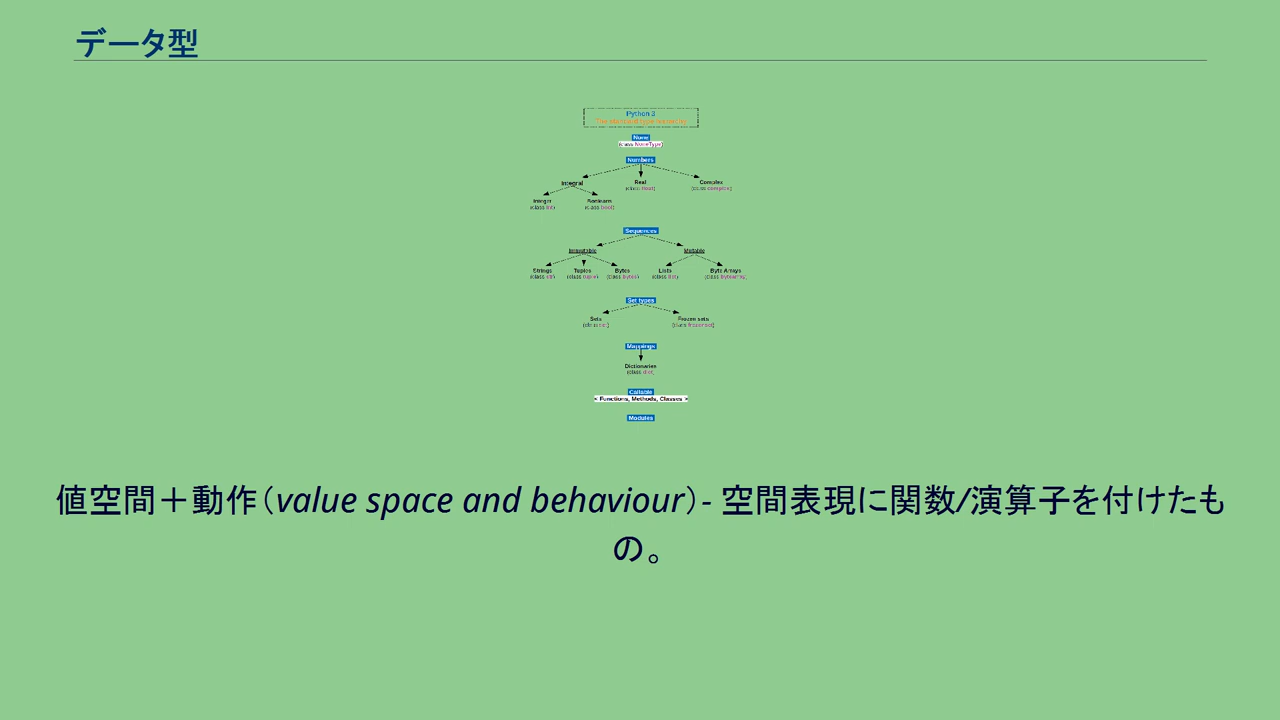 データ型
Python 3
The standard type hierarchy
None
(class NoneType)
Numbers
Integral
Real
Complex
(class float)
(class complex)
Integer
Booleans
(class int)
(class bool)
Sequences
Immutable
Mutable
Strings
Tuples
Bytes
Lists
Byte Arrays
(class str)
(class tuple)
(class bytes)
(class list)
(class bytearray)
Set types
Sets
Frozen sets
(class set)
(class frozenset)
Mappings
Dictionaries
(class dict)
Callable
< Functions, Methods, Classes >
Modules
値空間＋動作（value space and behaviour）- 空間表現に関数/演算子を付けたも
の。